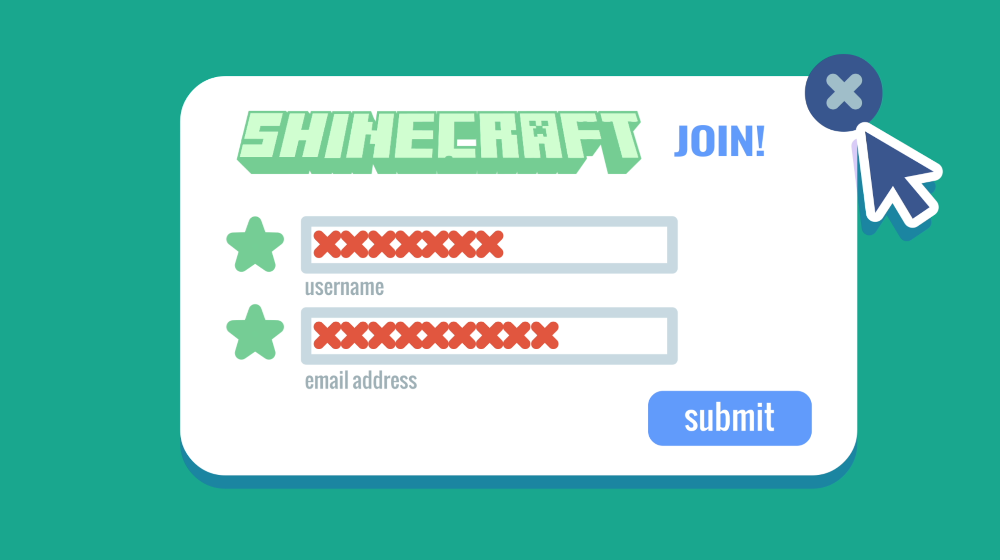 SHINECRAFT JOIN!
username
email address
submit